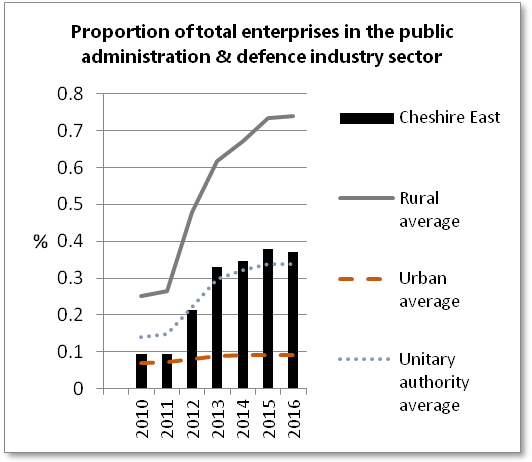 Proportion of total enterprises in the public
administration & defence industry sector
0.8
0.7
0.6
0.5
0.4
0.3
0.2
0.1
0
%
2010
2011
2012
2013
2014
2015
2016
Cheshire East
Rural
average
Urban
average
Unitary
authority
average